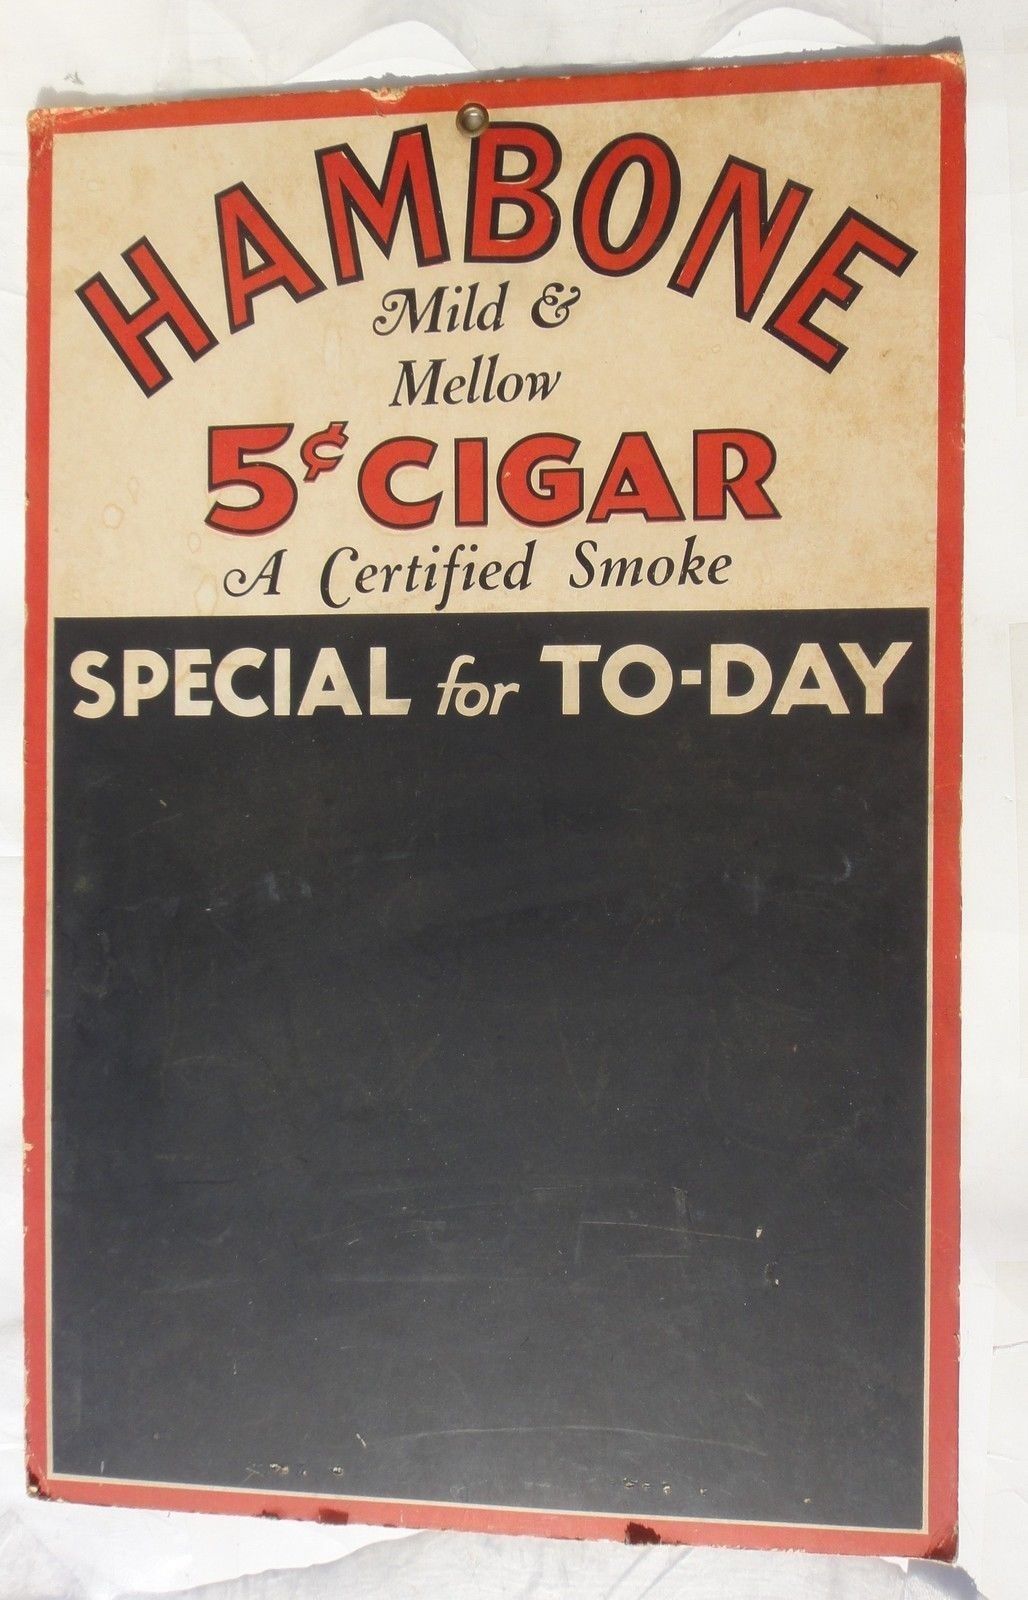 HAMBONE
Mild &
Mellow
5¢ CIGAR
A Certified Smoke
SPECIAL for TO-DAY